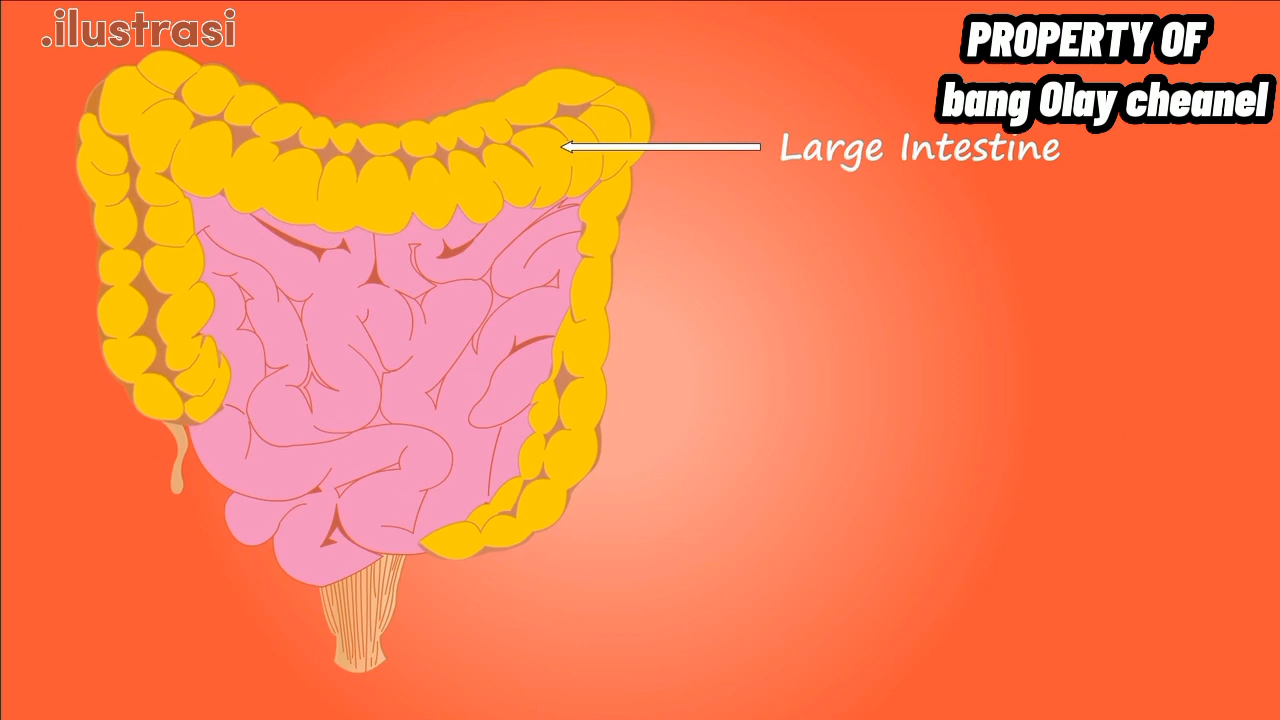 .ilustrasi
PROPERTY OF
bang Olay cheanel
Large Intestine